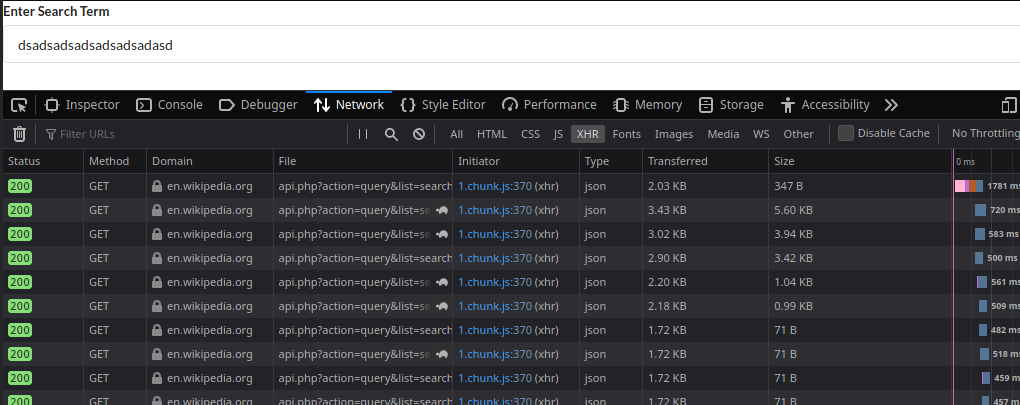 Enter Search Term
dsadsadsadsadsadsadasd
Inspector Console Debugger Network Style Editor Performance Memory Storage Accessibility
Filter URLs All HTML CSS JS XHR Fonts Images Media WS Other Disable Cache No Throttling
Status Method Domain File Initiator Type Transferred Size 0 ms
200 GET en.wikipedia.org api.php?action=query&list=search 1.chunk.js:370 (xhr) json 2.03 KB 347 B 1781 ms
200 GET en.wikipedia.org api.php?action=query&list=se 1.chunk.js:370 (xhr) json 3.43 KB 5.60 KB 720 ms
200 GET en.wikipedia.org api.php?action=query&list=se 1.chunk.js:370 (xhr) json 3.02 KB 3.94 KB 583 ms
200 GET en.wikipedia.org api.php?action=query&list=search 1.chunk.js:370 (xhr) json 2.90 KB 3.42 KB 500 ms
200 GET en.wikipedia.org api.php?action=query&list=se 1.chunk.js:370 (xhr) json 2.20 KB 1.04 KB 561 ms
200 GET en.wikipedia.org api.php?action=query&list=se 1.chunk.js:370 (xhr) json 2.18 KB 0.99 KB 509 ms
200 GET en.wikipedia.org api.php?action=query&list=search 1.chunk.js:370 (xhr) json 1.72 KB 71 B 482 ms
200 GET en.wikipedia.org api.php?action=query&list=se 1.chunk.js:370 (xhr) json 1.72 KB 71 B 518 ms
200 GET en.wikipedia.org api.php?action=query&list=search 1.chunk.js:370 (xhr) json 1.72 KB 71 B 459 ms
200 GET en.wikipedia.org api.php?action=query&list=search 1.chunk.js:370 (xhr) json 1.72 KB 71 B 457 ms